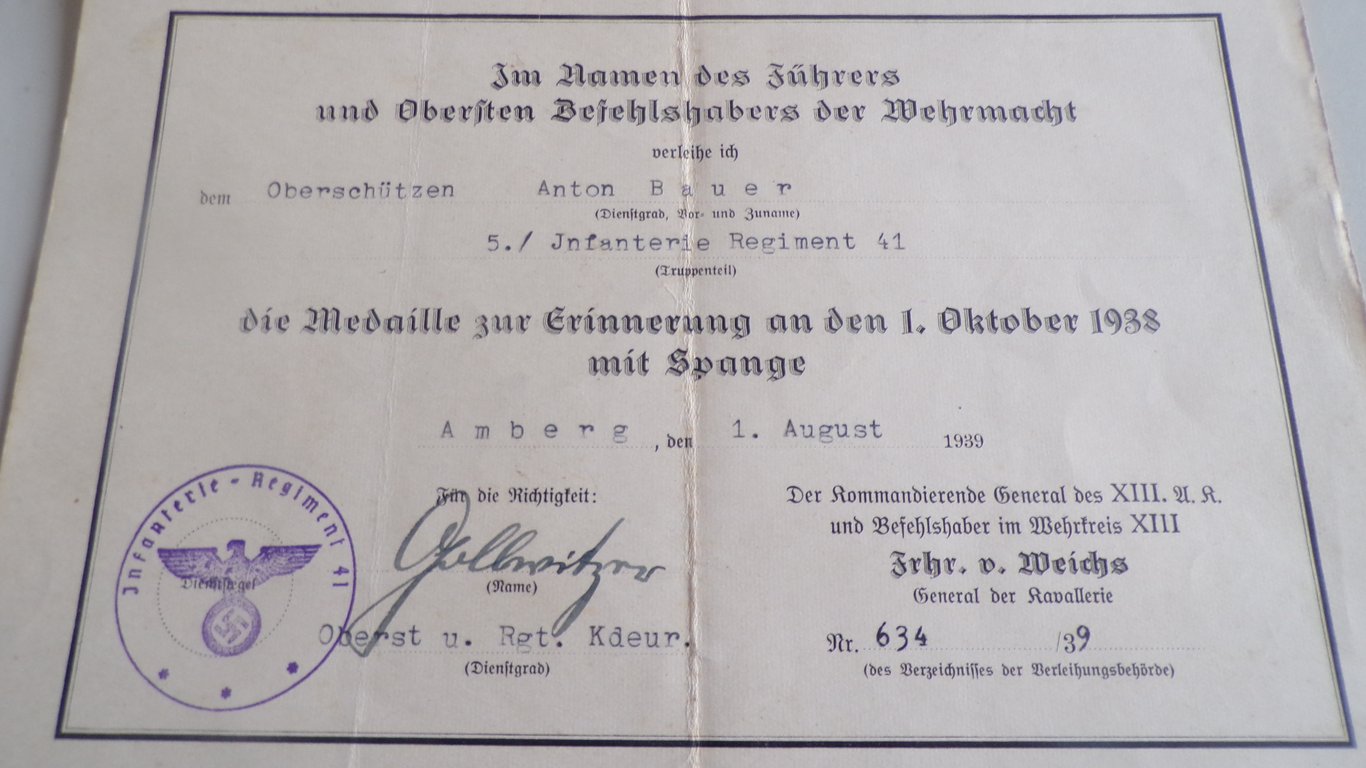 Im Namen des Führers
und Obersten Befehlshabers der Wehrmacht
verleihe ich
dem Oberschützen Anton Bauer
(Dienstgrad, Vor- und Zuname)
5./ Jnfanterie Regiment 41
(Truppenteil)
die Medaille zur Erinnerung an den 1. Oktober 1938
mit Spange
Amberg, den 1. August 1939
Für die Richtigkeit:
Gollwitzer
(Name)
Oberst u. Rgt. Kdeur.
(Dienstgrad)
Der Kommandierende General des XIII. A. K.
und Befehlshaber im Wehrkreis XIII
Frhr. v. Weichs
General der Kavallerie
Nr. 634 /39
(des Verzeichnisses der Verleihungsbehörde)
Jnfanterie - Regiment 41
Dienstsiegel